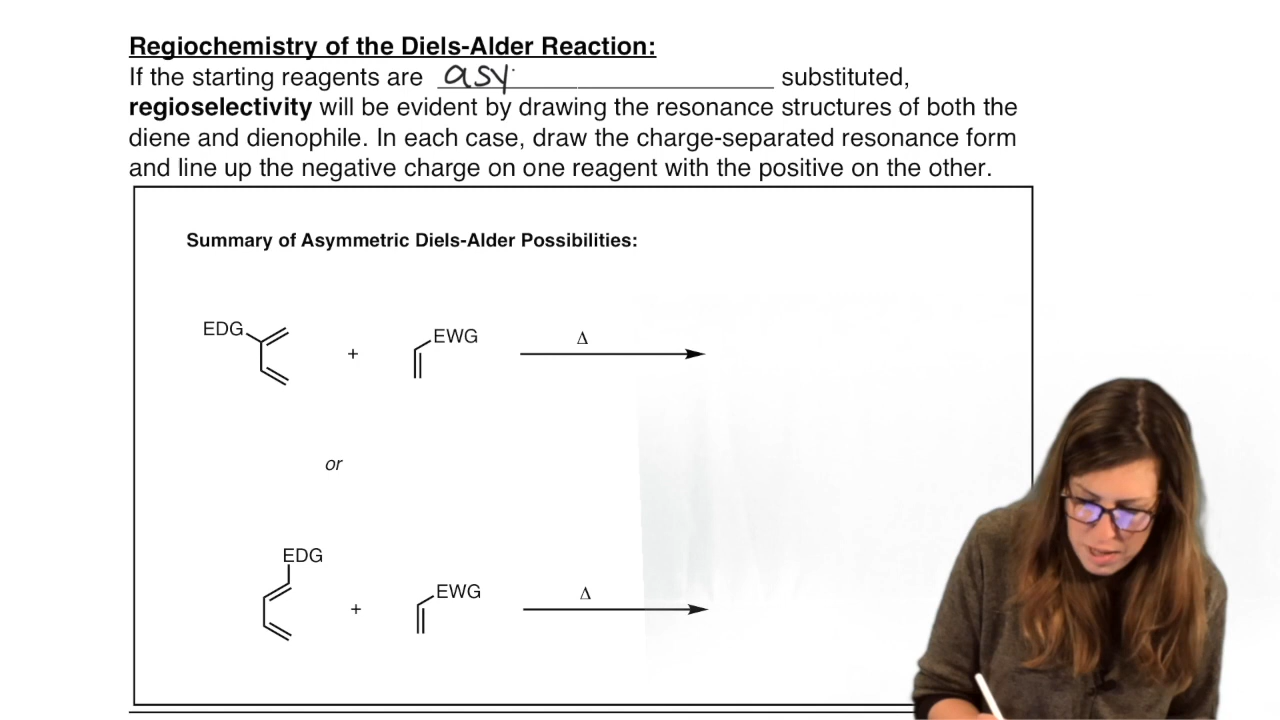 Regiochemistry of the Diels-Alder Reaction:
If the starting reagents are asy substituted,
regioselectivity will be evident by drawing the resonance structures of both the
diene and dienophile. In each case, draw the charge-separated resonance form
and line up the negative charge on one reagent with the positive on the other.
Summary of Asymmetric Diels-Alder Possibilities:
EDG + EWG Δ
or
EDG + EWG Δ